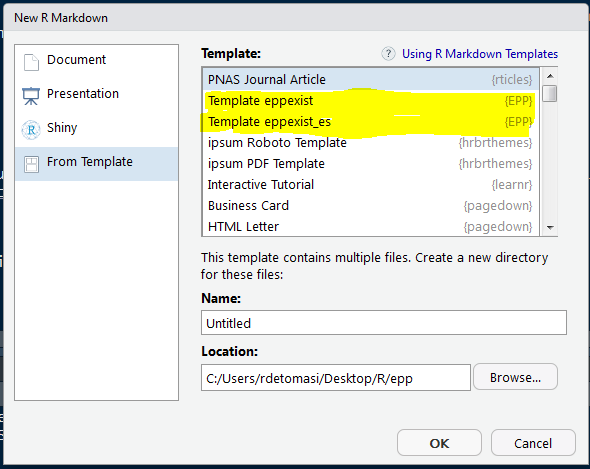 New R Markdown
Document
Presentation
Shiny
From Template
Template:
? Using R Markdown Templates
PNAS Journal Article {rticles}
Template eppexist {EPP}
Template eppexist_es {EPP}
ipsum Roboto Template {hrbrthemes}
ipsum PDF Template {hrbrthemes}
Interactive Tutorial {learnr}
Business Card {pagedown}
HTML Letter {pagedown}
This template contains multiple files. Create a new directory
for these files:
Name:
Untitled
Location:
C:/Users/rdetomasi/Desktop/R/epp
Browse...
OK
Cancel